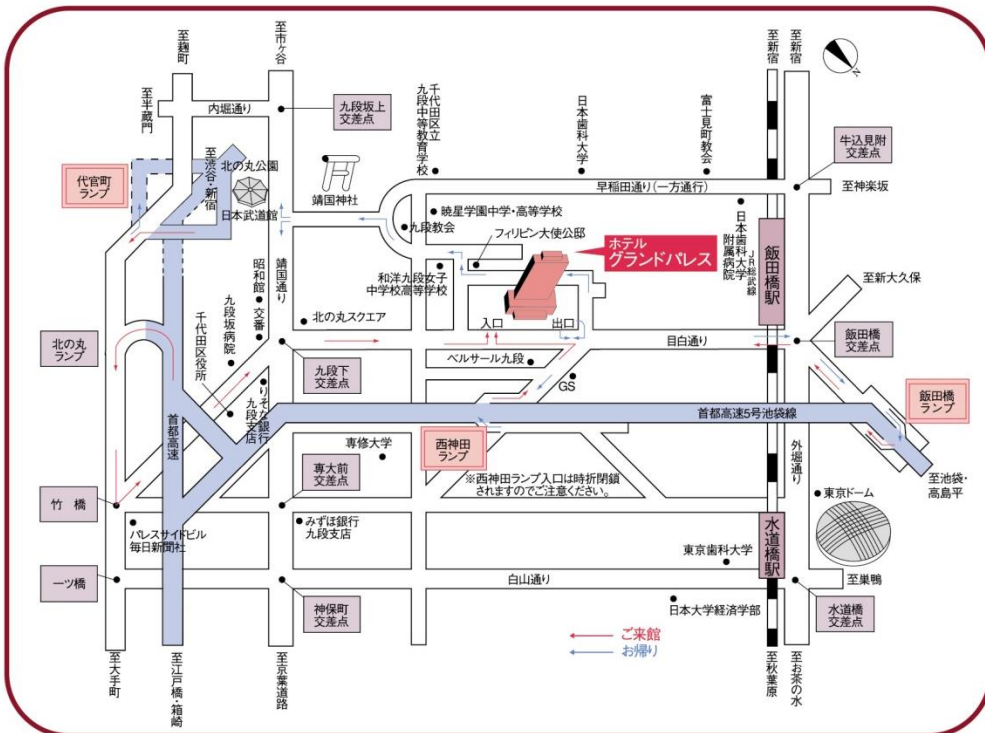 至麹町
至市ヶ谷
至新宿
至新宿
N
至半蔵門
内堀通り
九段坂上
交差点
千代田区立
九段中等教育学校
日本歯科大学
富士見町教会
牛込見附
交差点
代官町
ランプ
至渋谷・新宿
北の丸公園
日本武道館
靖国神社
早稲田通り(一方通行)
至神楽坂
暁星学園中学・高等学校
九段教会
フィリピン大使公邸
ホテル
グランドパレス
日本歯科大学
附属病院
JR総武線
飯田橋駅
和洋九段女子
中学校高等学校
靖国通り
昭和館
交番
至新大久保
北の丸スクエア
入口
出口
目白通り
飯田橋
交差点
北の丸
ランプ
九段坂病院
千代田区役所
九段下
交差点
ベルサール九段
GS
飯田橋
ランプ
りそな銀行
九段支店
首都高速
首都高速5号池袋線
専修大学
西神田
ランプ
外堀通り
専大前
交差点
※西神田ランプ入口は時折閉鎖
されますのでご注意ください。
至池袋・
高島平
竹橋
東京ドーム
パレスサイドビル
毎日新聞社
みずほ銀行
九段支店
水道橋駅
東京歯科大学
一ツ橋
白山通り
至巣鴨
神保町
交差点
日本大学経済学部
水道橋
交差点
ご来館
お帰り
至大手町
至江戸橋・箱崎
至京葉道路
至秋葉原
至お茶の水